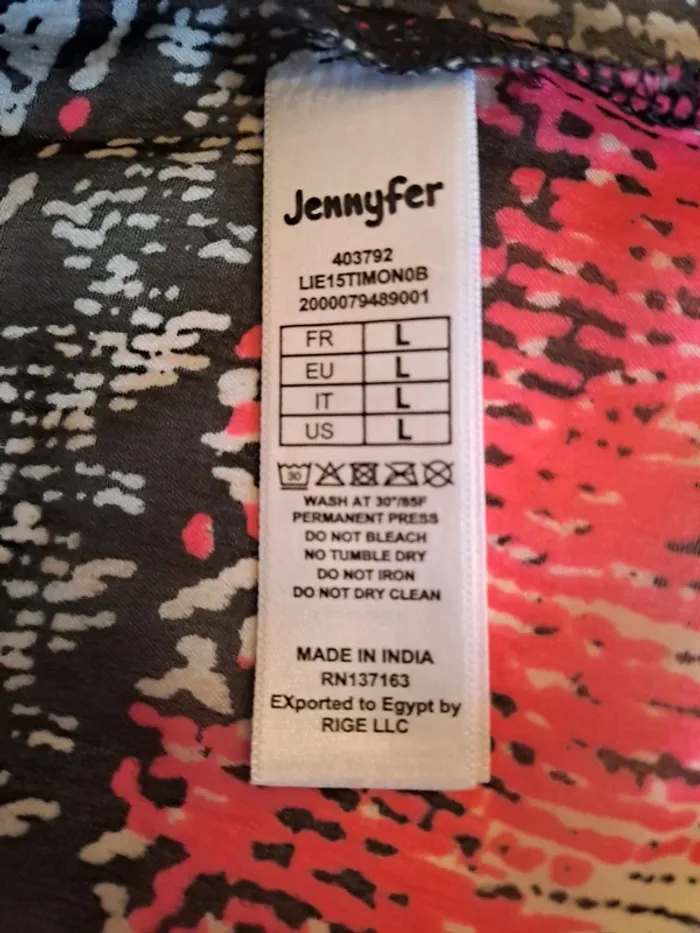 Jennyfer
403792
LIE15TIMON0B
2000079489001
FR L
EU L
IT L
US L
30
WASH AT 30°/85F
PERMANENT PRESS
DO NOT BLEACH
NO TUMBLE DRY
DO NOT IRON
DO NOT DRY CLEAN
MADE IN INDIA
RN137163
EXported to Egypt by
RIGE LLC